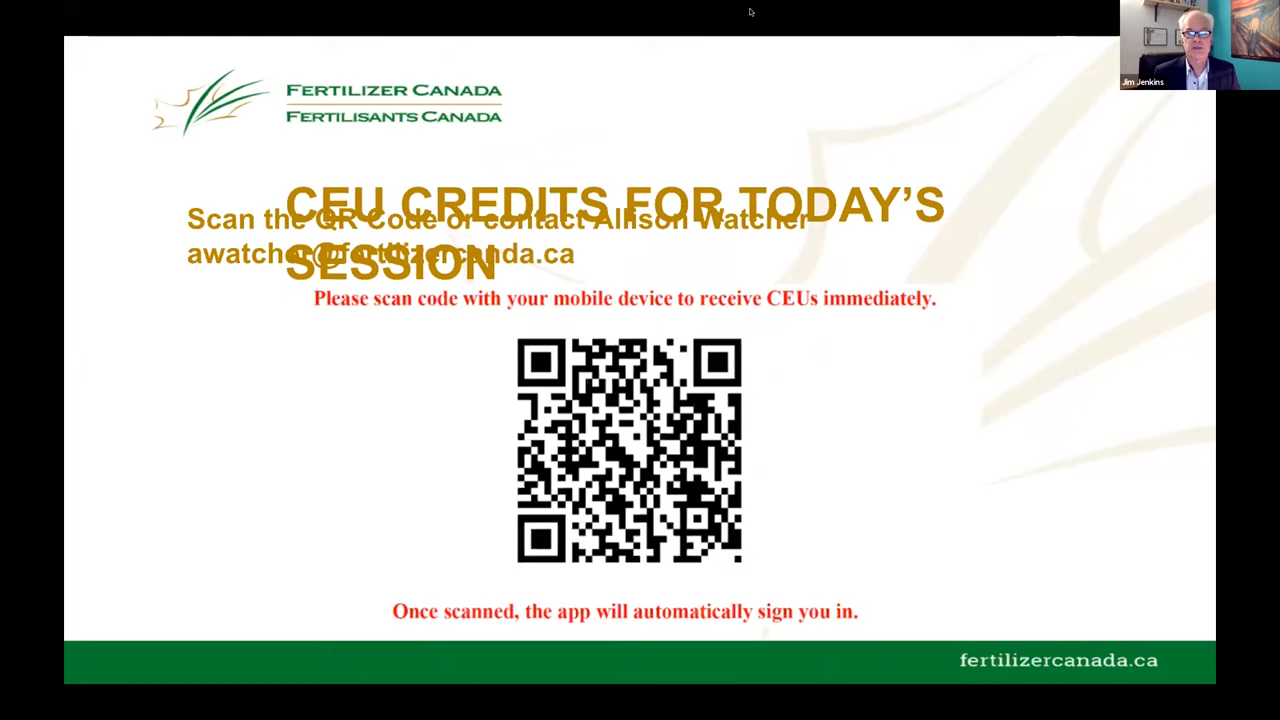 Jim Jenkins
FERTILIZER CANADA
FERTILISANTS CANADA
CEU CREDITS FOR TODAY'S
SESSION
Scan the QR Code or contact Allison Watcher
awatcher@fertilizercanda.ca
Please scan code with your mobile device to receive CEUs immediately.
Once scanned, the app will automatically sign you in.
fertilizercanada.ca